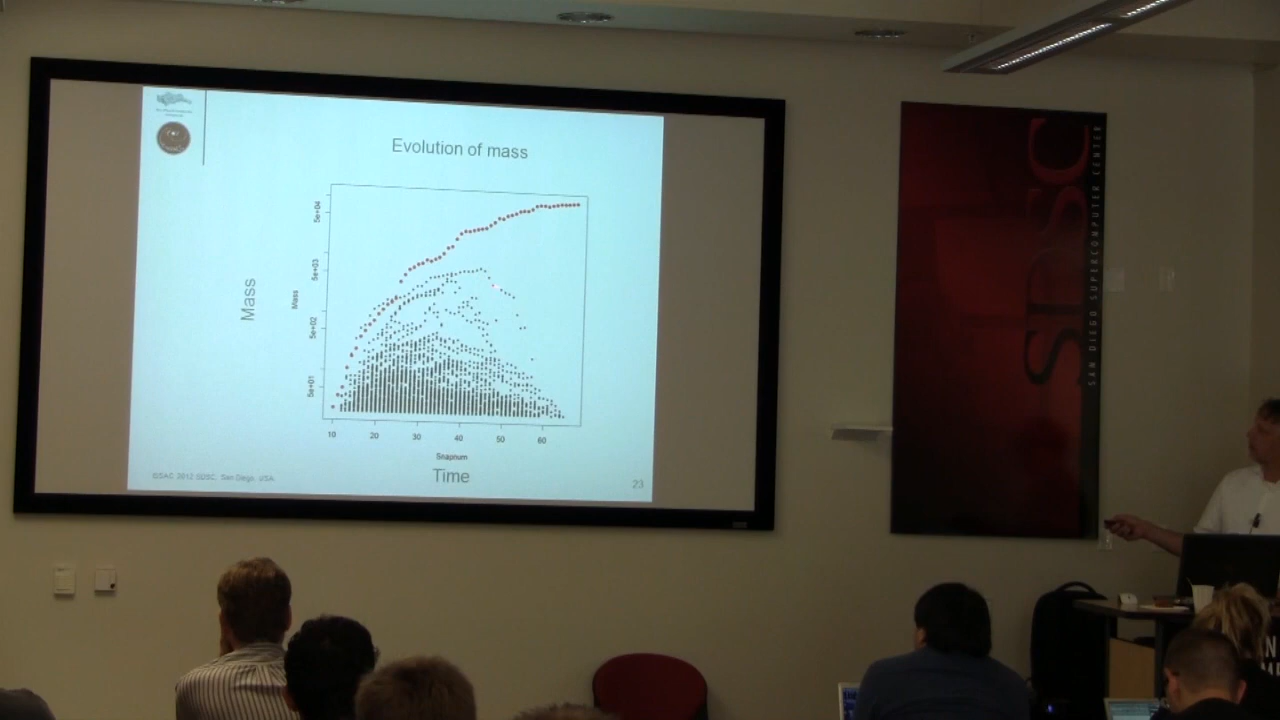 Evolution of mass
5e+04
5e+03
5e+02
5e+01
Mass
Mass
10 20 30 40 50 60
Snapnum
Time
2012 SDSC, San Diego, USA
23
SDSC
SAN DIEGO SUPERCOMPUTER CENTER